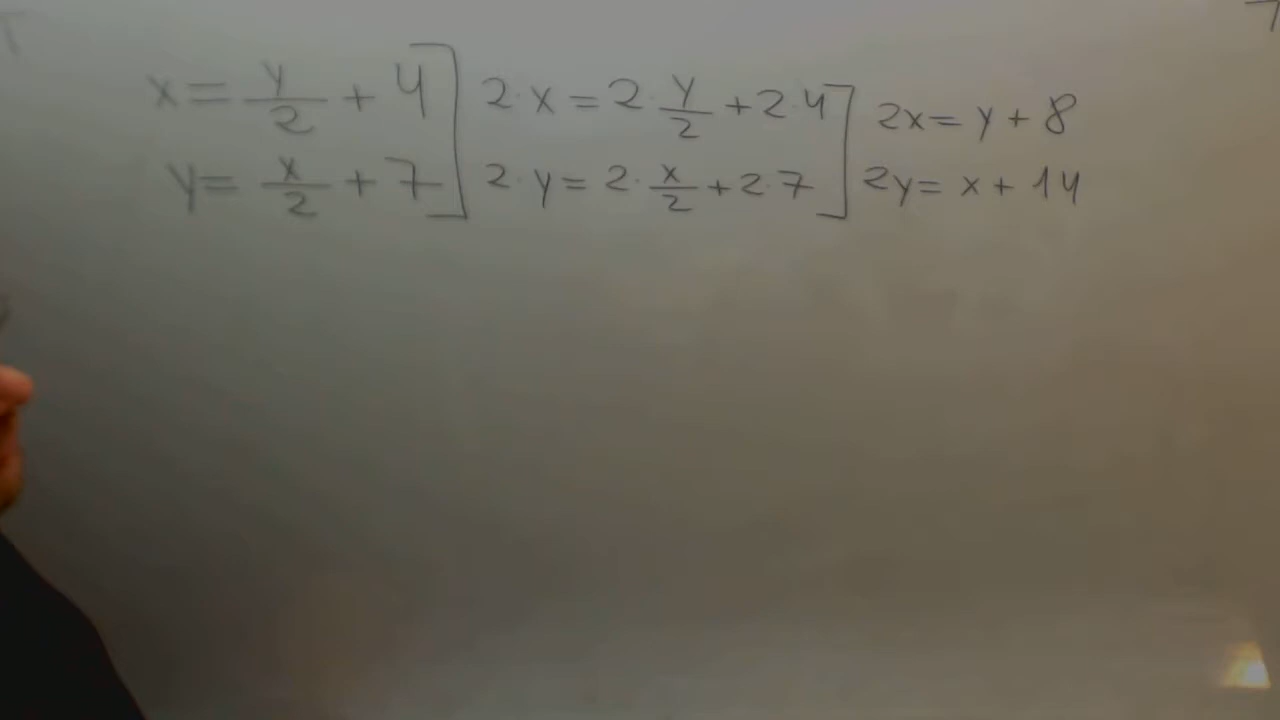 x = y/2 + 4 ] 2·x = 2·y/2 + 2·4 ] 2x = y + 8
y = x/2 + 7 ] 2·y = 2·x/2 + 2·7 ] 2y = x + 14